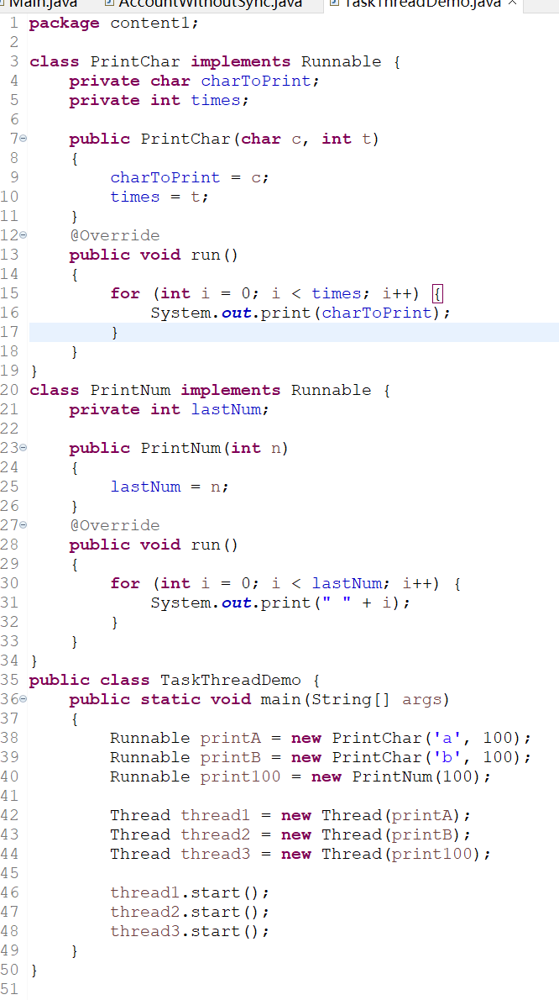 Main.java AccountWithoutSync.java TaskThreadDemo.java
1 package content1;
2
3 class PrintChar implements Runnable {
4     private char charToPrint;
5     private int times;
6
7     public PrintChar(char c, int t)
8     {
9         charToPrint = c;
10         times = t;
11     }
12     @Override
13     public void run()
14     {
15         for (int i = 0; i < times; i++) {
16             System.out.print(charToPrint);
17         }
18     }
19 }
20 class PrintNum implements Runnable {
21     private int lastNum;
22
23     public PrintNum(int n)
24     {
25         lastNum = n;
26     }
27     @Override
28     public void run()
29     {
30         for (int i = 0; i < lastNum; i++) {
31             System.out.print(" " + i);
32         }
33     }
34 }
35 public class TaskThreadDemo {
36     public static void main(String[] args)
37     {
38         Runnable printA = new PrintChar('a', 100);
39         Runnable printB = new PrintChar('b', 100);
40         Runnable print100 = new PrintNum(100);
41
42         Thread thread1 = new Thread(printA);
43         Thread thread2 = new Thread(printB);
44         Thread thread3 = new Thread(print100);
45
46         thread1.start();
47         thread2.start();
48         thread3.start();
49     }
50 }
51